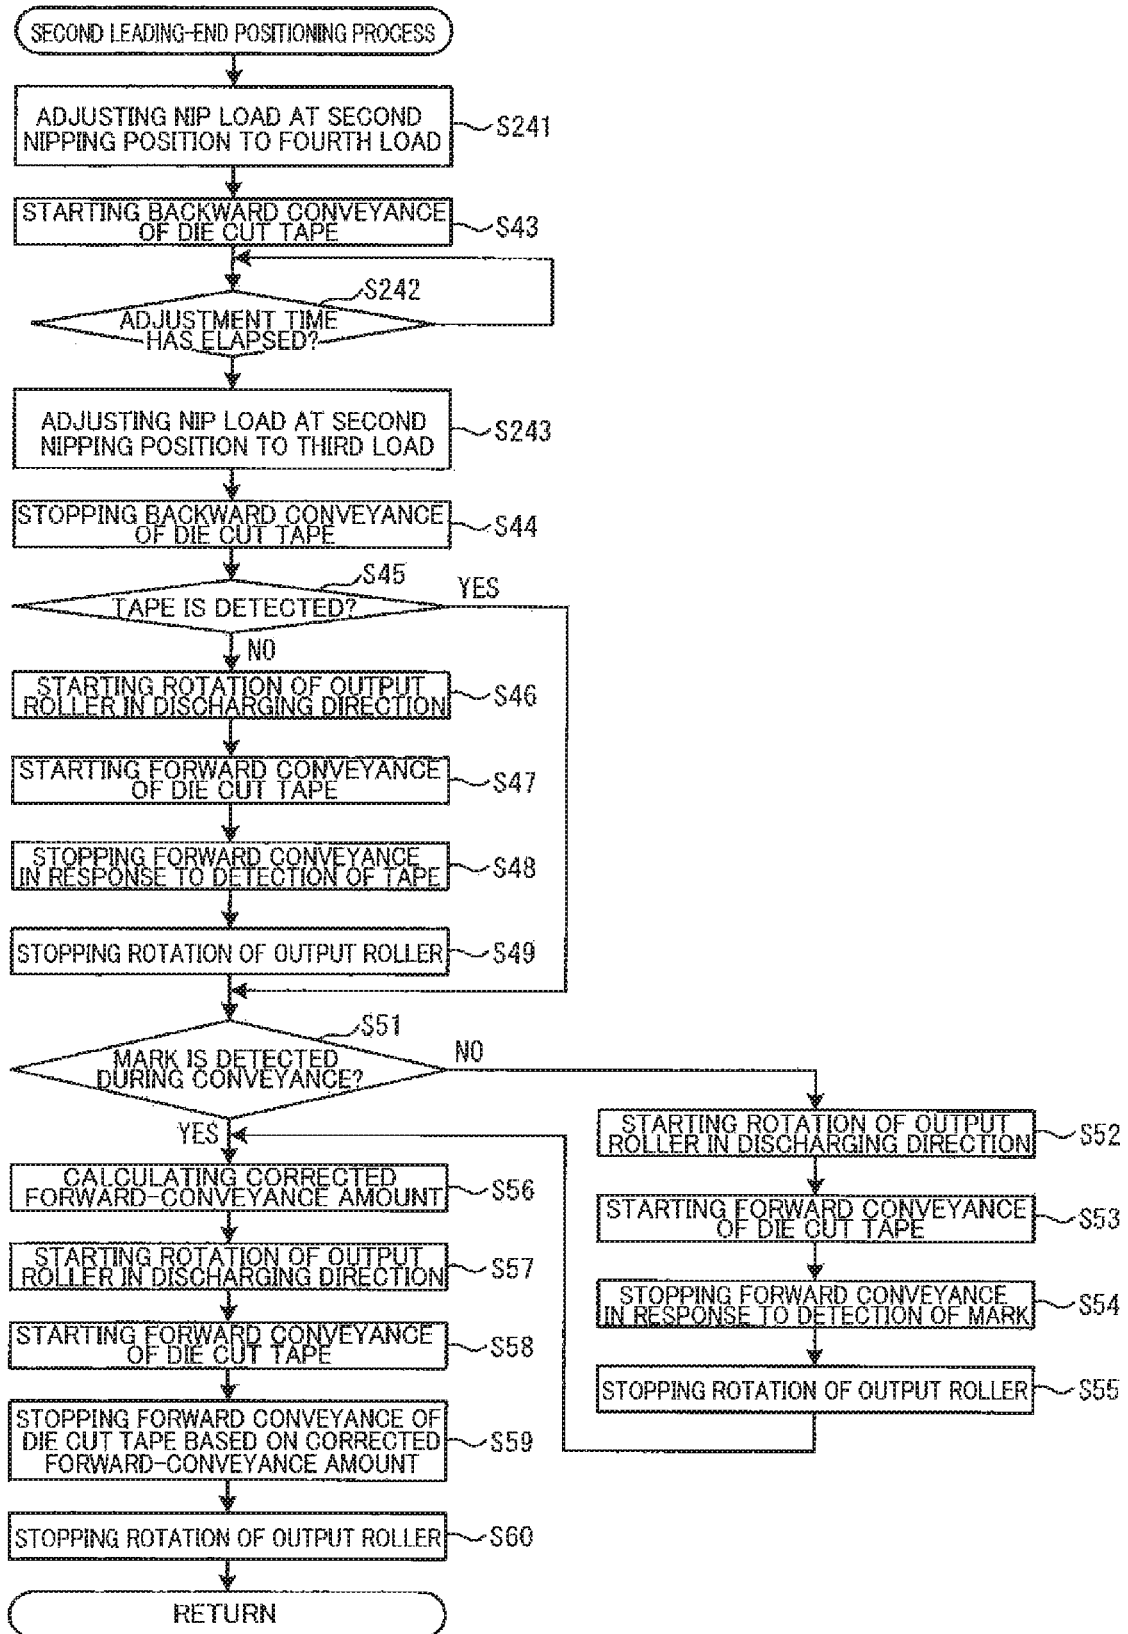 SECOND LEADING-END POSITIONING PROCESS
ADJUSTING NIP LOAD AT SECOND
NIPPING POSITION TO FOURTH LOAD
S241
STARTING BACKWARD CONVEYANCE
OF DIE CUT TAPE
S43
S242
ADJUSTMENT TIME
HAS ELAPSED?
ADJUSTING NIP LOAD AT SECOND
NIPPING POSITION TO THIRD LOAD
S243
STOPPING BACKWARD CONVEYANCE
OF DIE CUT TAPE
S44
S45
TAPE IS DETECTED?
YES
NO
STARTING ROTATION OF OUTPUT
ROLLER IN DISCHARGING DIRECTION
S46
STARTING FORWARD CONVEYANCE
OF DIE CUT TAPE
S47
STOPPING FORWARD CONVEYANCE
IN RESPONSE TO DETECTION OF TAPE
S48
STOPPING ROTATION OF OUTPUT ROLLER
S49
S51
MARK IS DETECTED
DURING CONVEYANCE?
NO
YES
STARTING ROTATION OF OUTPUT
ROLLER IN DISCHARGING DIRECTION
S52
STARTING FORWARD CONVEYANCE
OF DIE CUT TAPE
S53
STOPPING FORWARD CONVEYANCE
IN RESPONSE TO DETECTION OF MARK
S54
STOPPING ROTATION OF OUTPUT ROLLER
S55
CALCULATING CORRECTED
FORWARD-CONVEYANCE AMOUNT
S56
STARTING ROTATION OF OUTPUT
ROLLER IN DISCHARGING DIRECTION
S57
STARTING FORWARD CONVEYANCE
OF DIE CUT TAPE
S58
STOPPING FORWARD CONVEYANCE OF
DIE CUT TAPE BASED ON CORRECTED
FORWARD-CONVEYANCE AMOUNT
S59
STOPPING ROTATION OF OUTPUT ROLLER
S60
RETURN